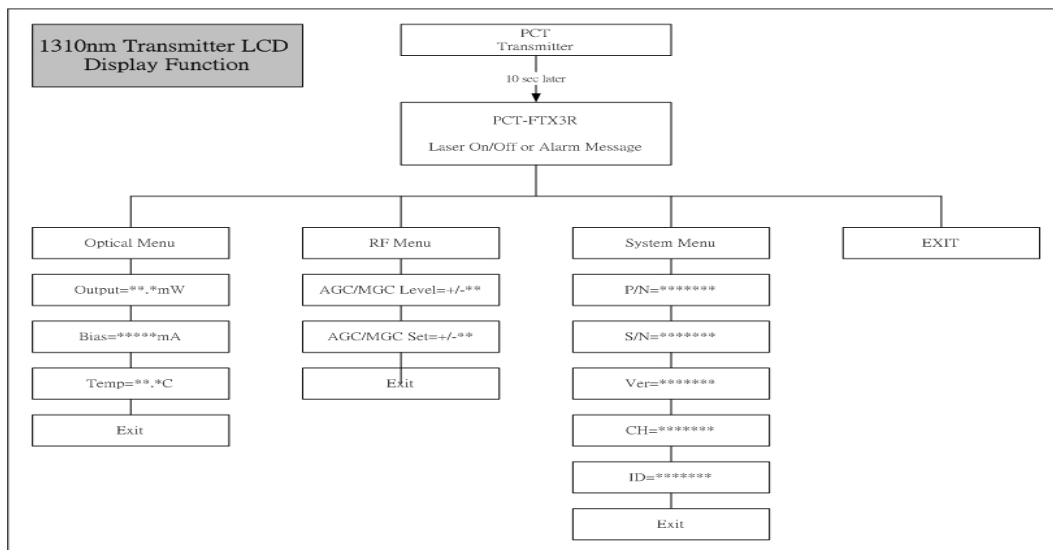 1310nm Transmitter LCD
Display Function
PCT
Transmitter
10 sec later
PCT-FTX3R
Laser On/Off or Alarm Message
Optical Menu
Output=**.*mW
Bias=*****mA
Temp=**.*C
Exit
RF Menu
AGC/MGC Level=+/-**
AGC/MGC Set=+/-**
Exit
System Menu
P/N=*******
S/N=*******
Ver=*******
CH=*******
ID=*******
Exit
EXIT